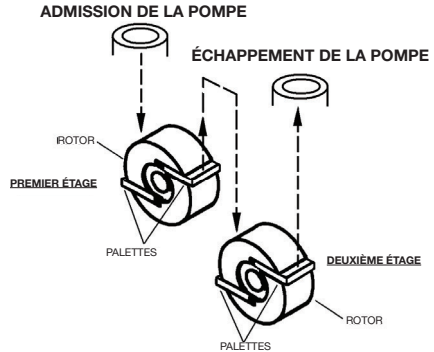 ADMISSION DE LA POMPE
ÉCHAPPEMENT DE LA POMPE
ROTOR
PREMIER ÉTAGE
PALETTES
DEUXIÈME ÉTAGE
ROTOR
PALETTES